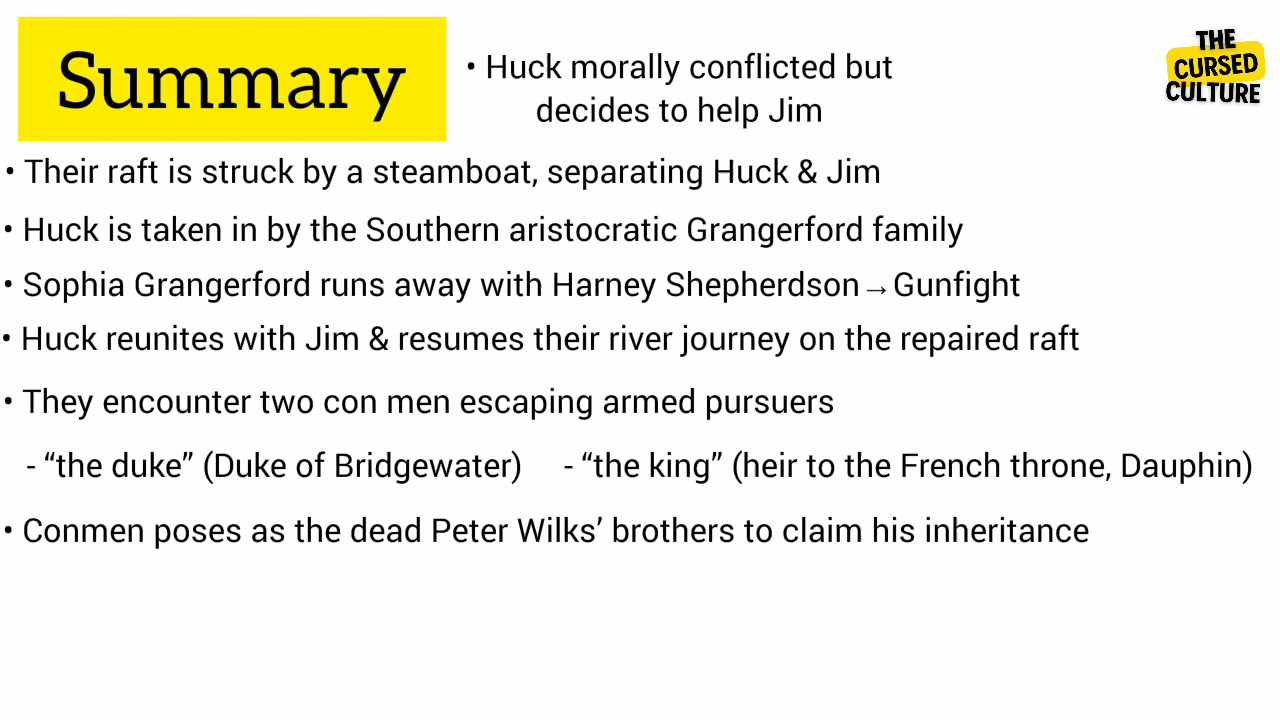 Summary
• Huck morally conflicted but
decides to help Jim
THE
CURSED
CULTURE
• Their raft is struck by a steamboat, separating Huck & Jim
• Huck is taken in by the Southern aristocratic Grangerford family
• Sophia Grangerford runs away with Harney Shepherdson→Gunfight
• Huck reunites with Jim & resumes their river journey on the repaired raft
• They encounter two con men escaping armed pursuers
- “the duke” (Duke of Bridgewater) - “the king” (heir to the French throne, Dauphin)
• Conmen poses as the dead Peter Wilks’ brothers to claim his inheritance